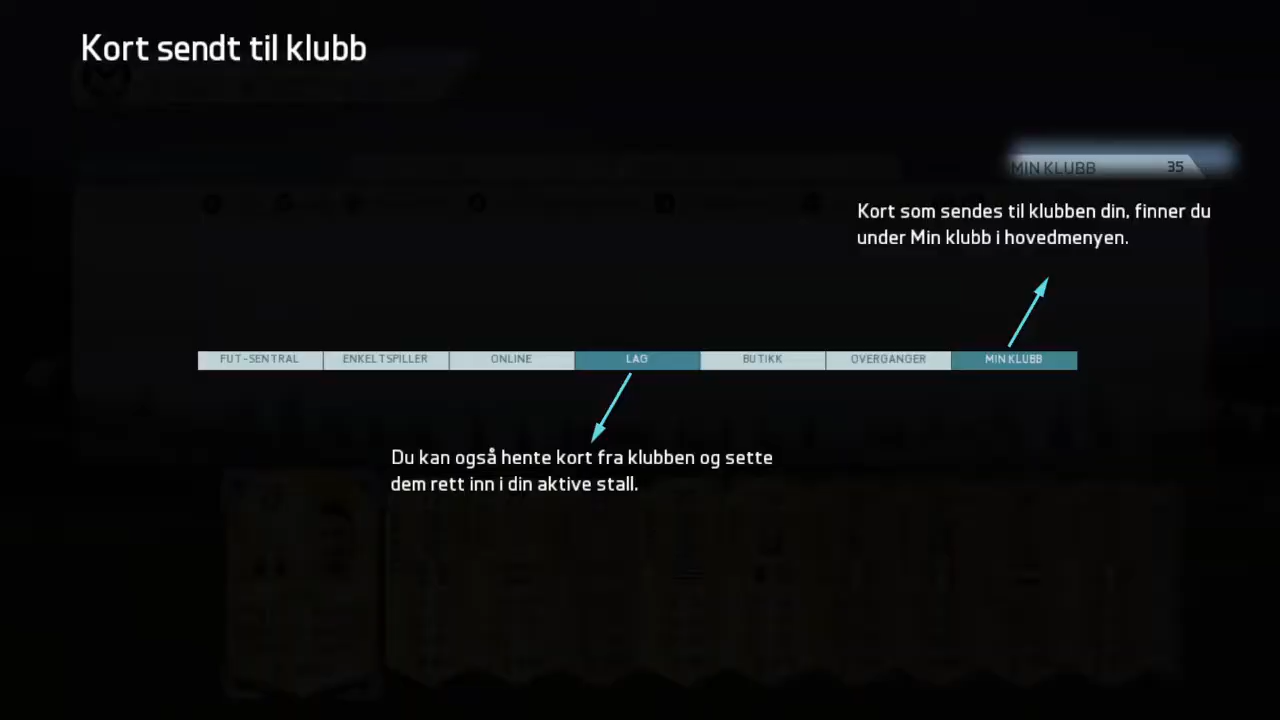 Kort sendt til klubb
MIN KLUBB 35
Kort som sendes til klubben din, finner du
under Min klubb i hovedmenyen.
FUT-SENTRAL ENKELTSPILLER ONLINE LAG BUTIKK OVERGANGER MIN KLUBB
Du kan også hente kort fra klubben og sette
dem rett inn i din aktive stall.